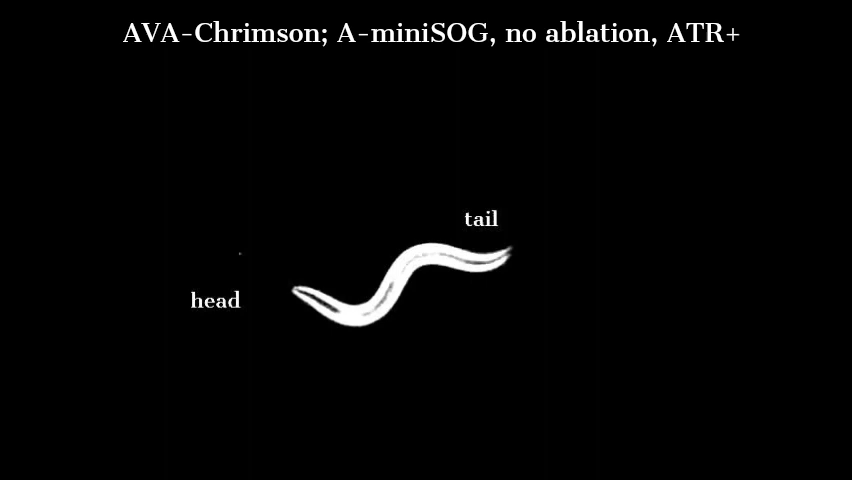 AVA-Chrimson; A-miniSOG, no ablation, ATR+
tail
head